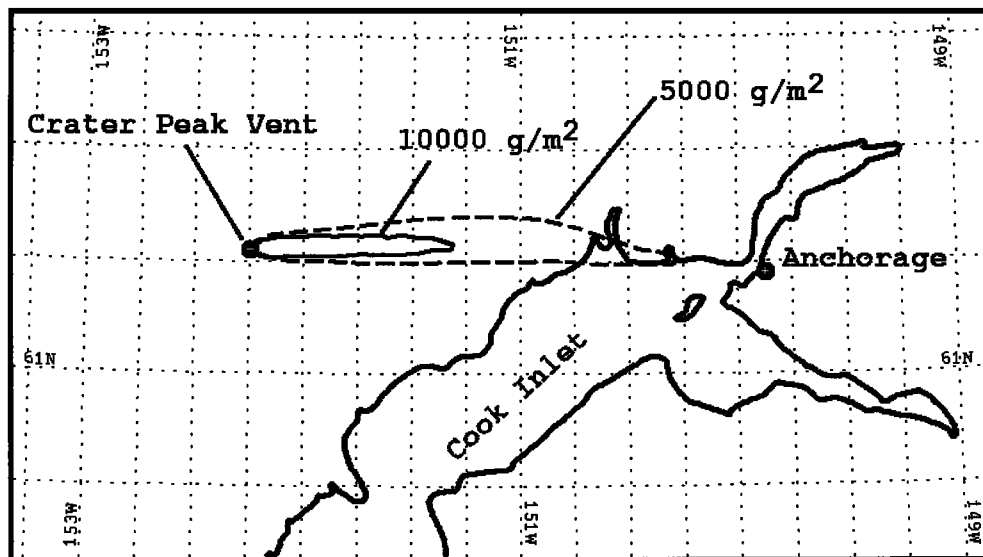 153W
151W
149W
5000 g/m²
Crater Peak Vent
10000 g/m²
Anchorage
61N
61N
Cook Inlet
153W
151W
149W